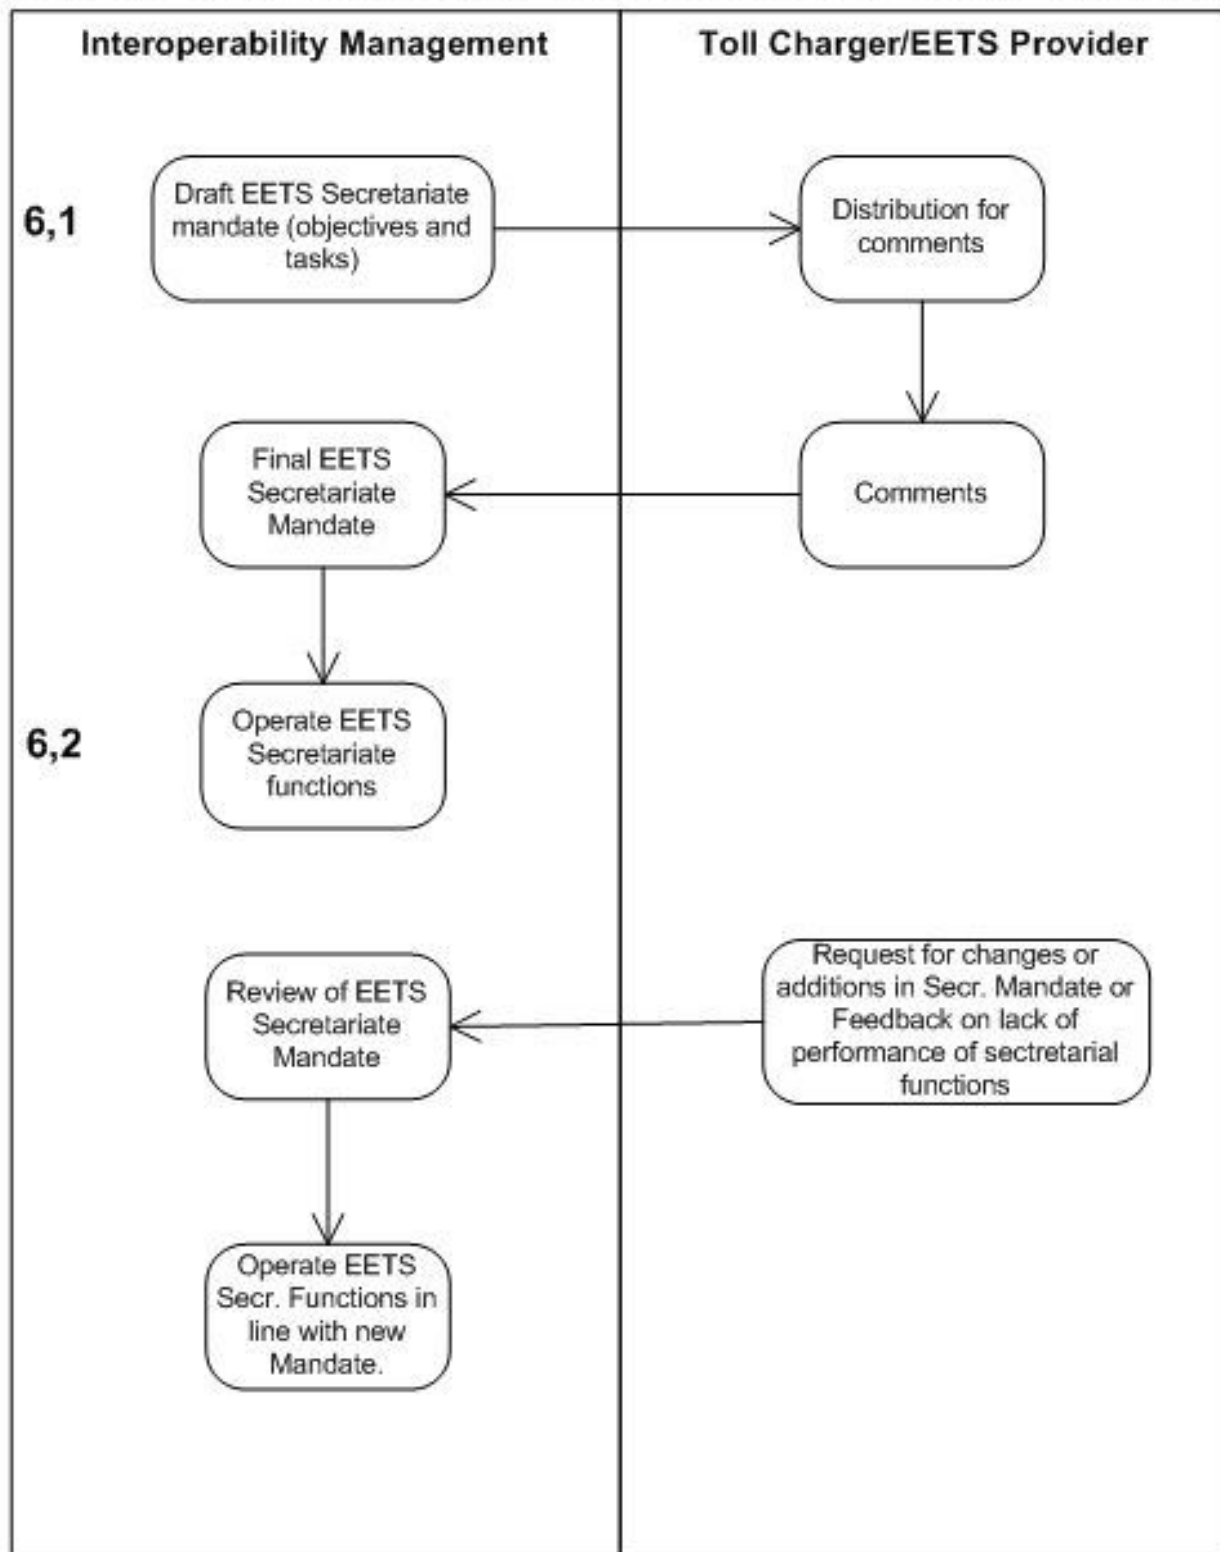 Interoperability Management
Toll Charger/EETS Provider
6,1
Draft EETS Secretariate
mandate (objectives and
tasks)
Distribution for
comments
Final EETS
Secretariate
Mandate
Comments
6,2
Operate EETS
Secretariate
functions
Review of EETS
Secretariate
Mandate
Request for changes or
additions in Secr. Mandate or
Feedback on lack of
performance of sectretarial
functions
Operate EETS
Secr. Functions in
line with new
Mandate.